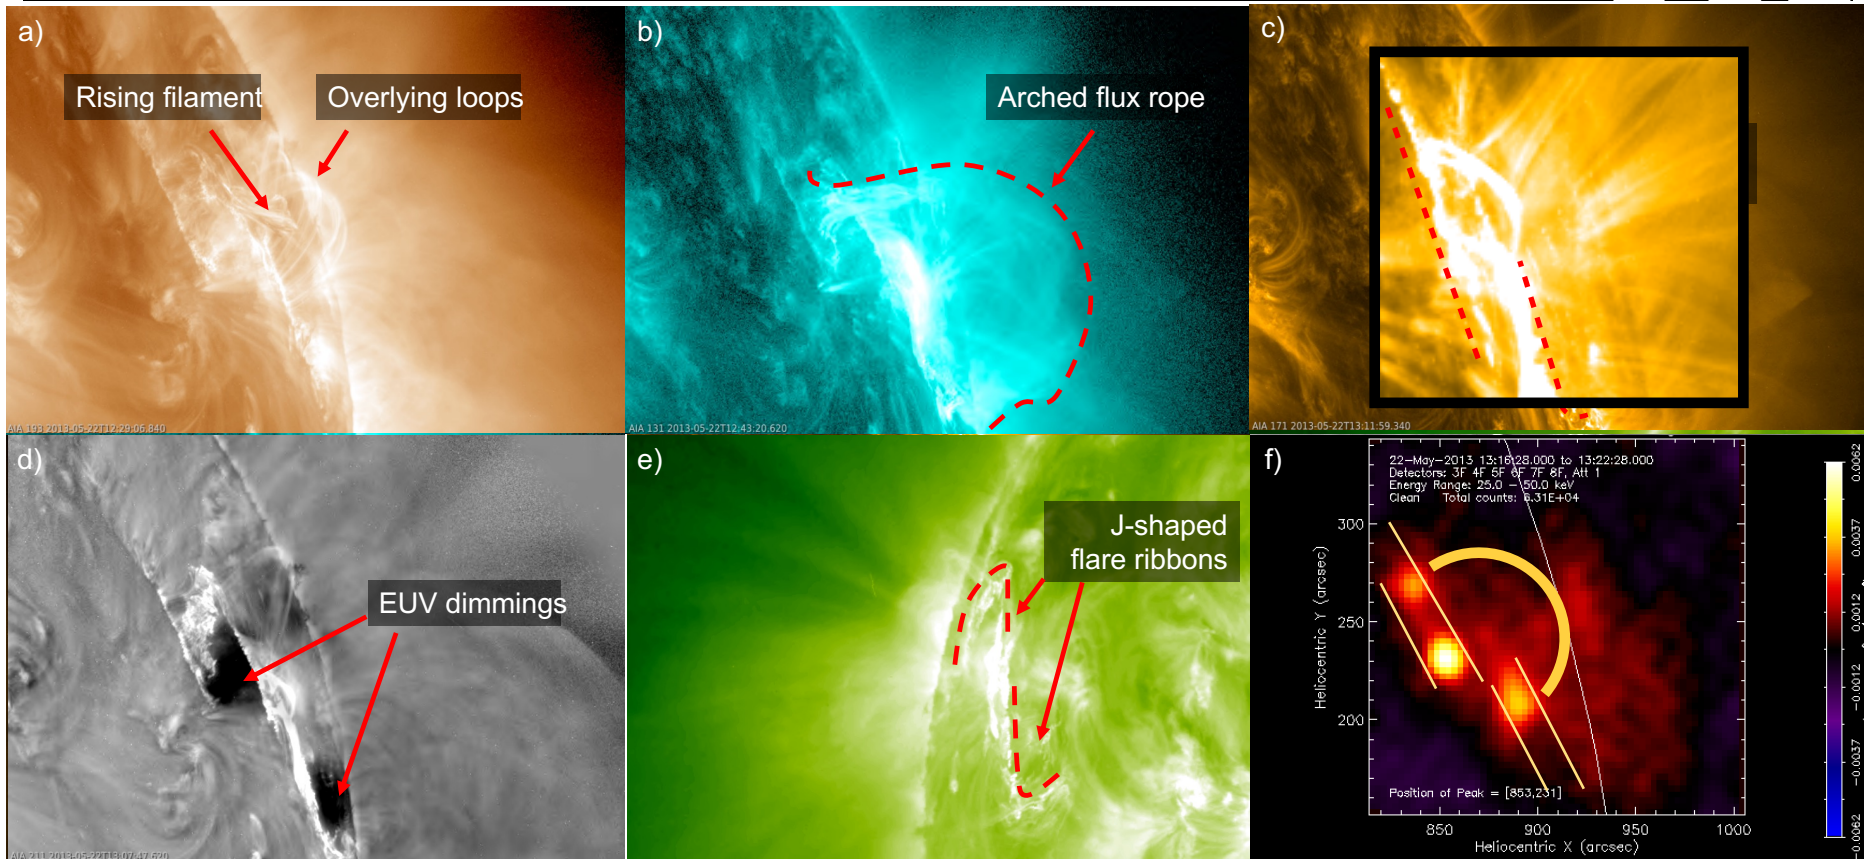 a)
Rising filament
Overlying loops
AIA 193 2013-05-22T12:29:06.840
b)
Arched flux rope
AIA 131 2013-05-22T12:43:20.620
c)
AIA 171 2013-05-22T13:11:59.340
d)
EUV dimmings
AIA 211 2013-05-22T13:07:47.620
e)
J-shaped
flare ribbons
f)
22-May-2013 13:16:28.000 to 13:22:28.000
Detectors: 3F 4F 5F 6F 7F 8F, Att 1
Energy Range: 25.0 - 50.0 keV
Clean Total counts: 6.31E+04
300
250
200
Heliocentric Y (arcsec)
Position of Peak = [853,231]
850
900
950
1000
Heliocentric X (arcsec)
0.0062
0.0037
0.0012
-0.0012
-0.0037
-0.0062